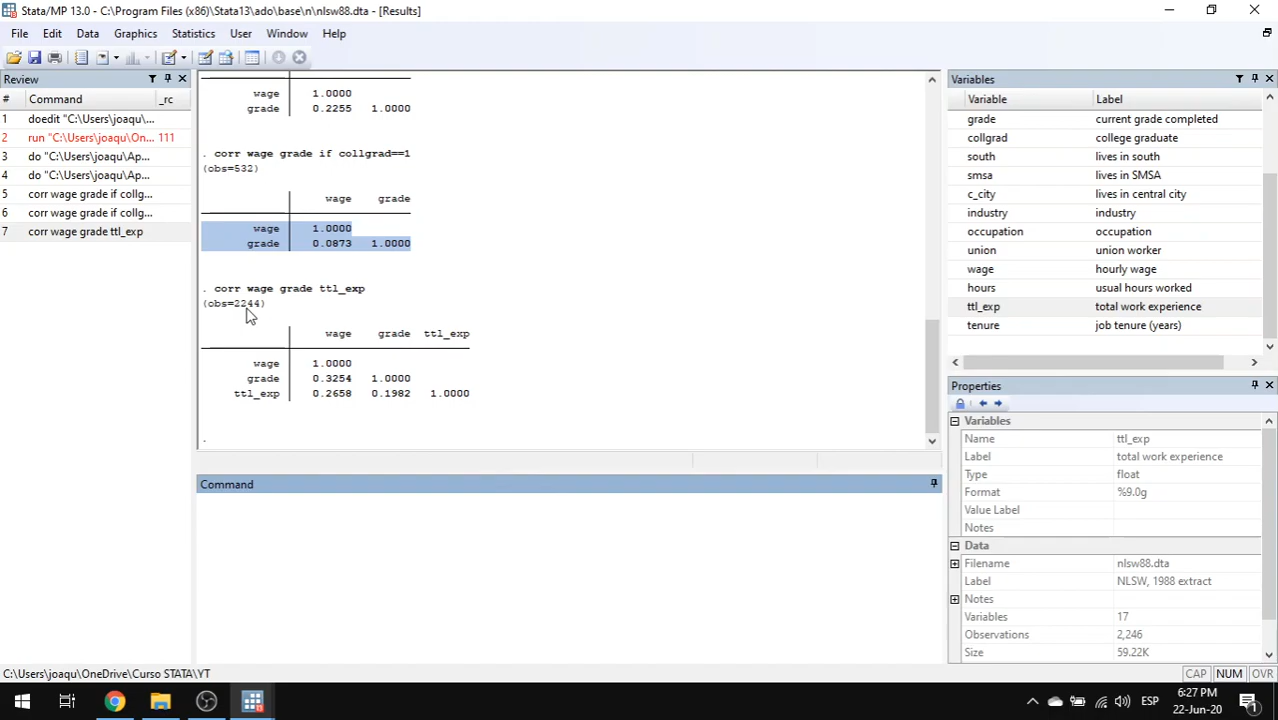 Stata/MP 13.0 - C:\Program Files (x86)\Stata13\ado\base\n\nlsw88.dta - [Results]
File Edit Data Graphics Statistics User Window Help
Review
# Command _rc
1 doedit "C:\Users\joaqu\...
2 run "C:\Users\joaqu\On... 111
3 do "C:\Users\joaqu\Ap...
4 do "C:\Users\joaqu\Ap...
5 corr wage grade if collg...
6 corr wage grade if collg...
7 corr wage grade ttl_exp
wage 1.0000
grade 0.2255 1.0000
. corr wage grade if collgrad==1
(obs=532)
wage grade
wage 1.0000
grade 0.0873 1.0000
. corr wage grade ttl_exp
(obs=2244)
wage grade ttl_exp
wage 1.0000
grade 0.3254 1.0000
ttl_exp 0.2658 0.1982 1.0000
.
Command
Variables
Variable Label
grade current grade completed
collgrad college graduate
south lives in south
smsa lives in SMSA
c_city lives in central city
industry industry
occupation occupation
union union worker
wage hourly wage
hours usual hours worked
ttl_exp total work experience
tenure job tenure (years)
Properties
Variables
Name ttl_exp
Label total work experience
Type float
Format %9.0g
Value Label
Notes
Data
Filename nlsw88.dta
Label NLSW, 1988 extract
Notes
Variables 17
Observations 2,246
Size 59.22K
C:\Users\joaqu\OneDrive\Curso STATA\YT
CAP NUM OVR
ESP
6:27 PM
22-Jun-20
1